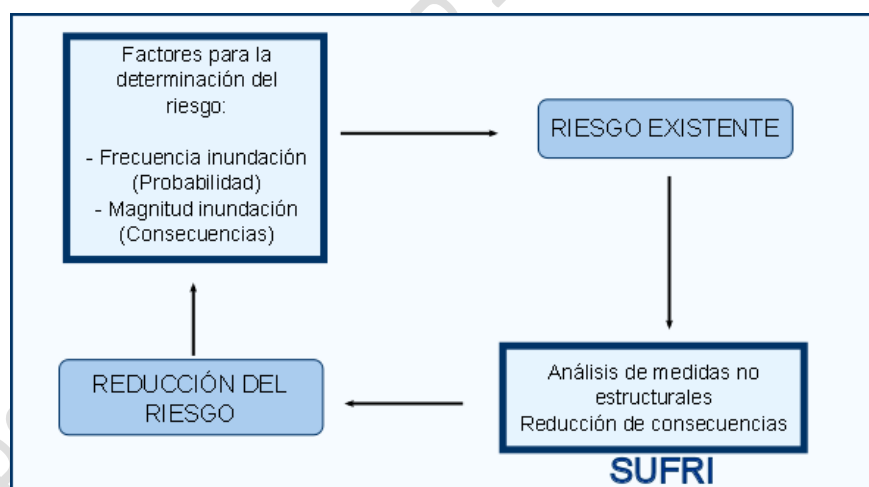 Factores para la
determinación del
riesgo:
- Frecuencia inundación
(Probabilidad)
- Magnitud inundación
(Consecuencias)
RIESGO EXISTENTE
Análisis de medidas no
estructurales
Reducción de consecuencias
SUFRI
REDUCCIÓN DEL
RIESGO